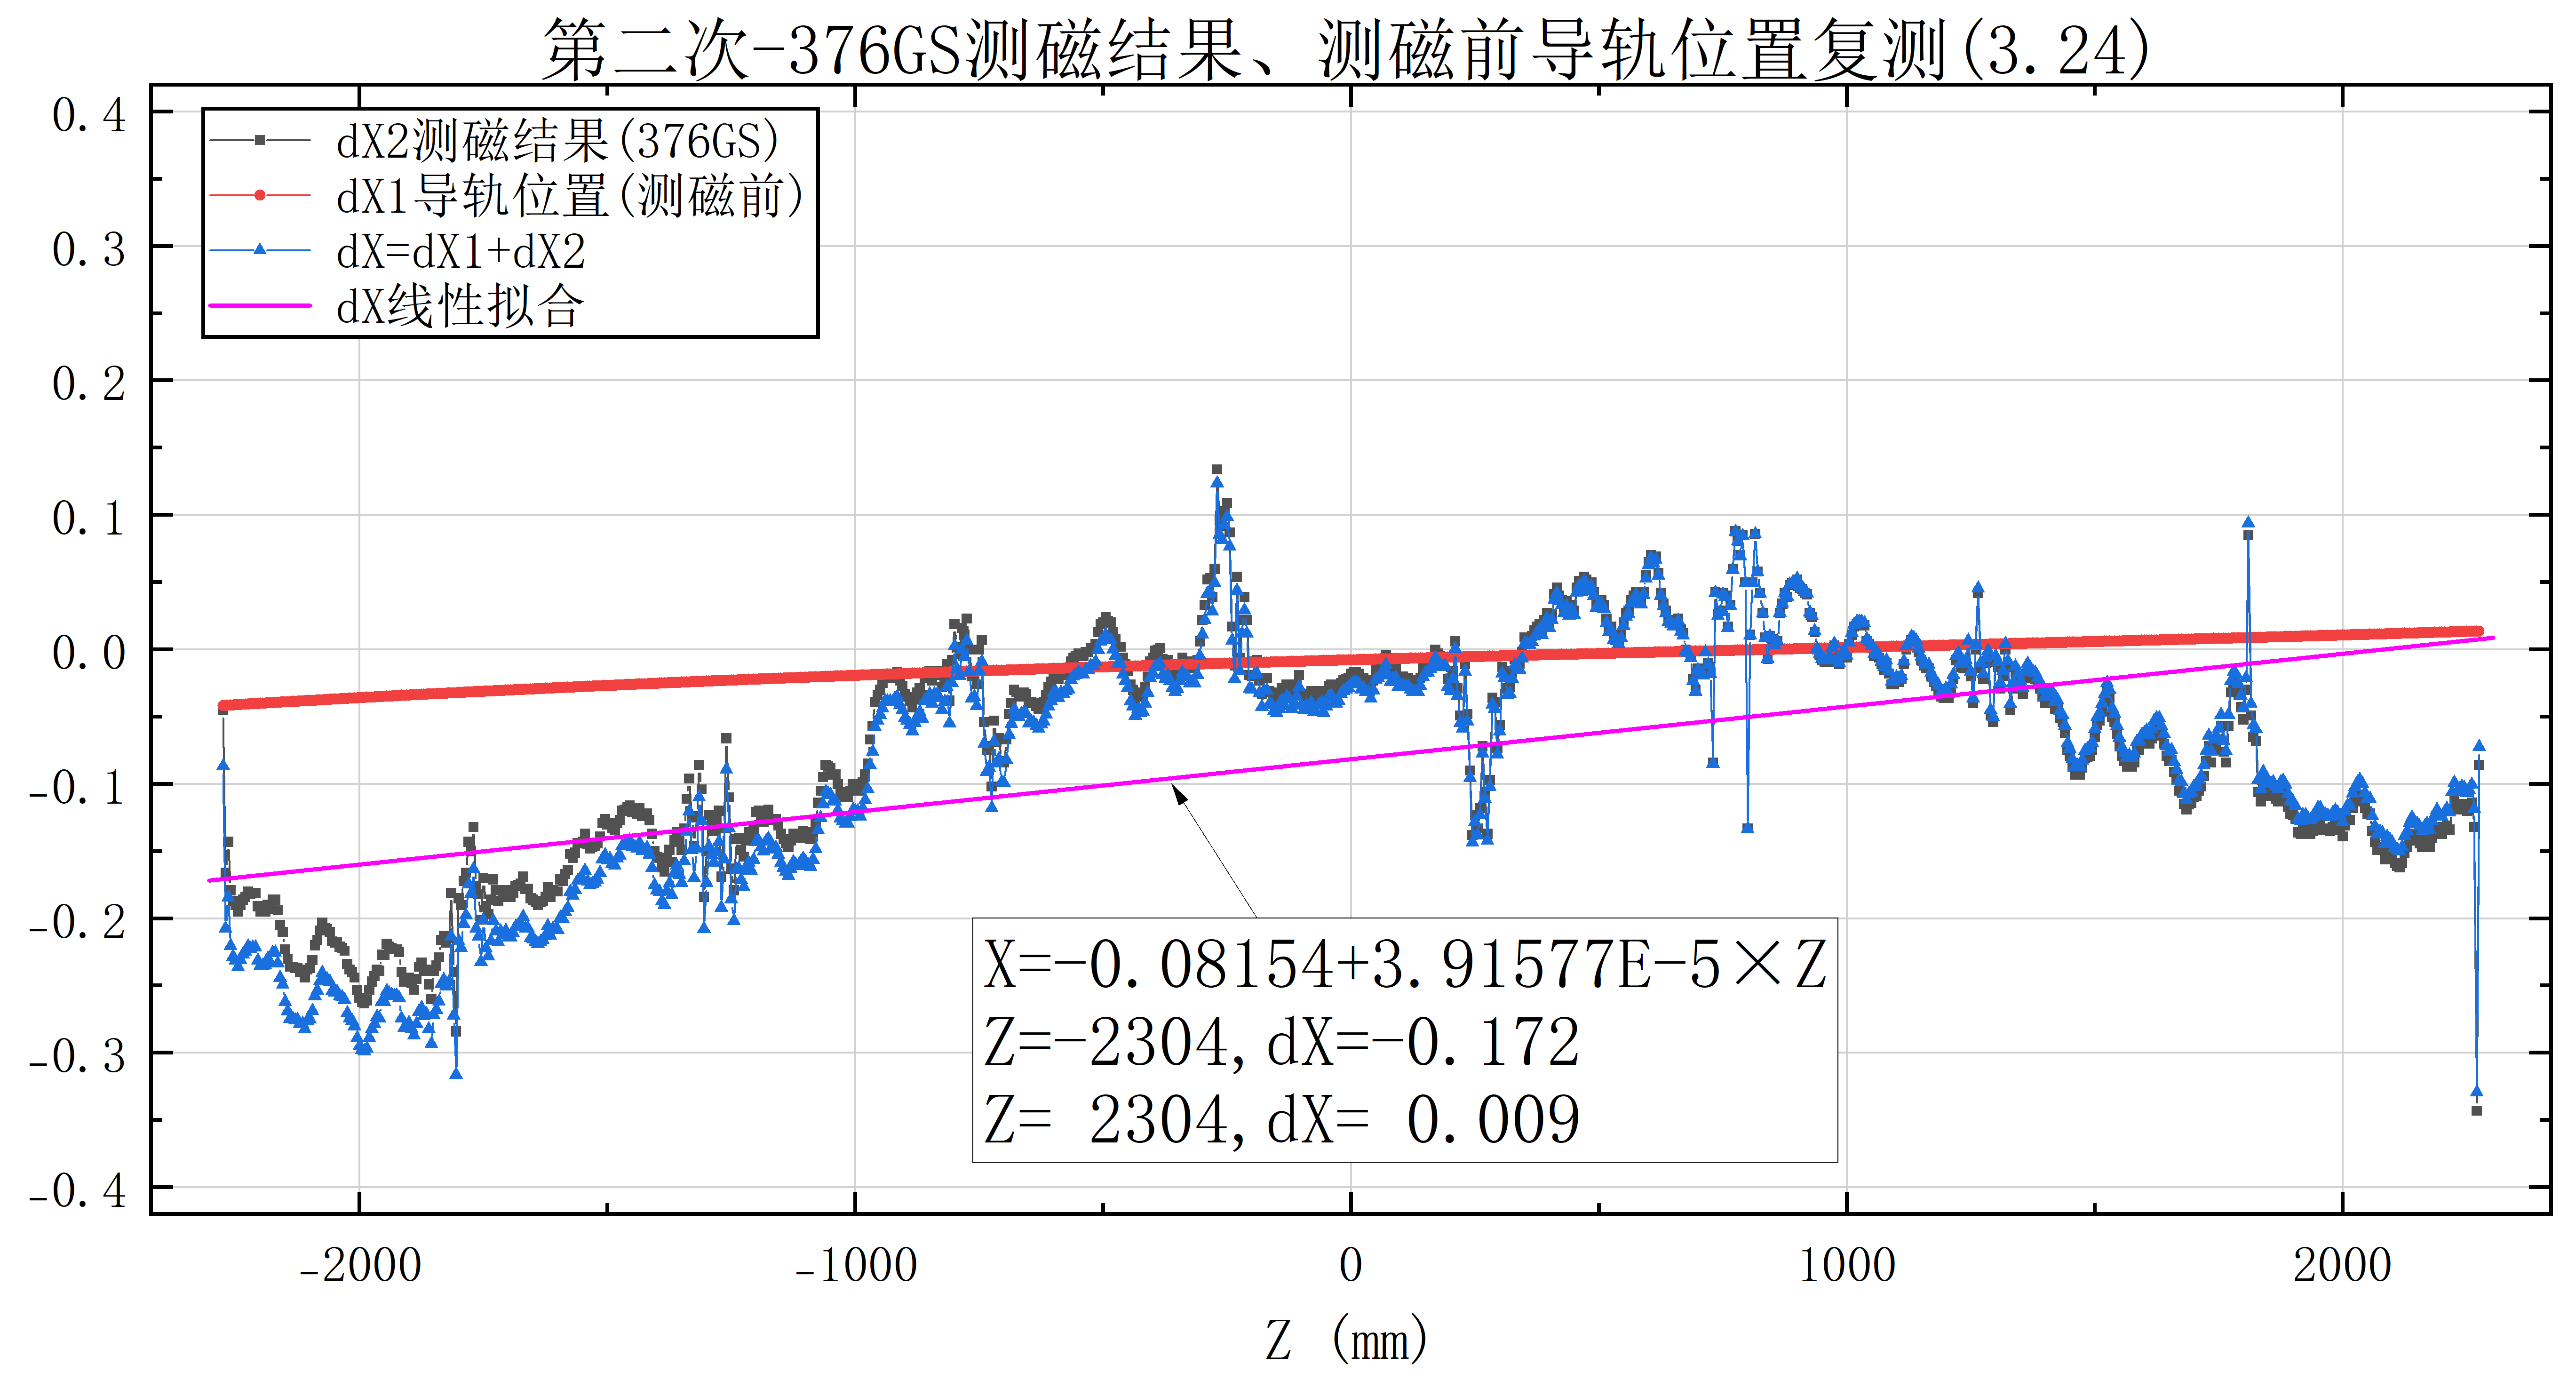 第二次-376GS测磁结果、测磁前导轨位置复测(3.24)
0.4
0.3
0.2
0.1
0.0
-0.1
-0.2
-0.3
-0.4
dX2测磁结果(376GS)
dX1导轨位置(测磁前)
dX=dX1+dX2
dX线性拟合
X=-0.08154+3.91577E-5×Z
Z=-2304,dX=-0.172
Z= 2304,dX= 0.009
-2000 -1000 0 1000 2000
Z (mm)